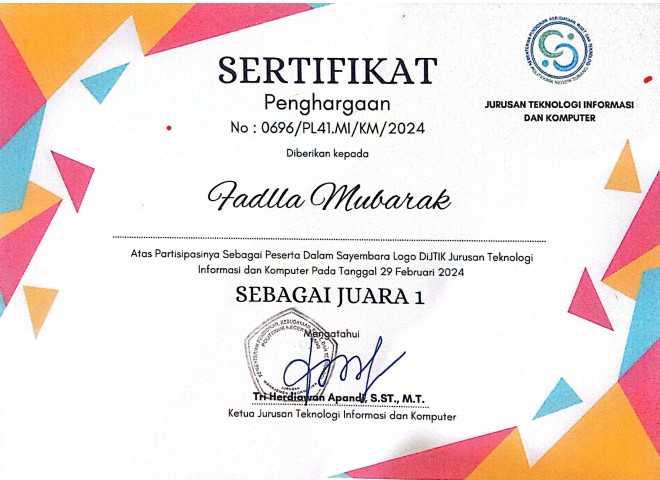 SERTIFIKAT
Penghargaan
No : 0696/PL41.MI/KM/2024
Diberikan kepada
Fadlla Mubarak
JURUSAN TEKNOLOGI INFORMASI
DAN KOMPUTER
Atas Partisipasinya Sebagai Peserta Dalam Sayembara Logo DiJTIK Jurusan Teknologi
Informasi dan Komputer Pada Tanggal 29 Februari 2024
SEBAGAI JUARA 1
Mengatahui
Tri Herdiawan Apandi, S.ST., M.T.
Ketua Jurusan Teknologi Informasi dan Komputer